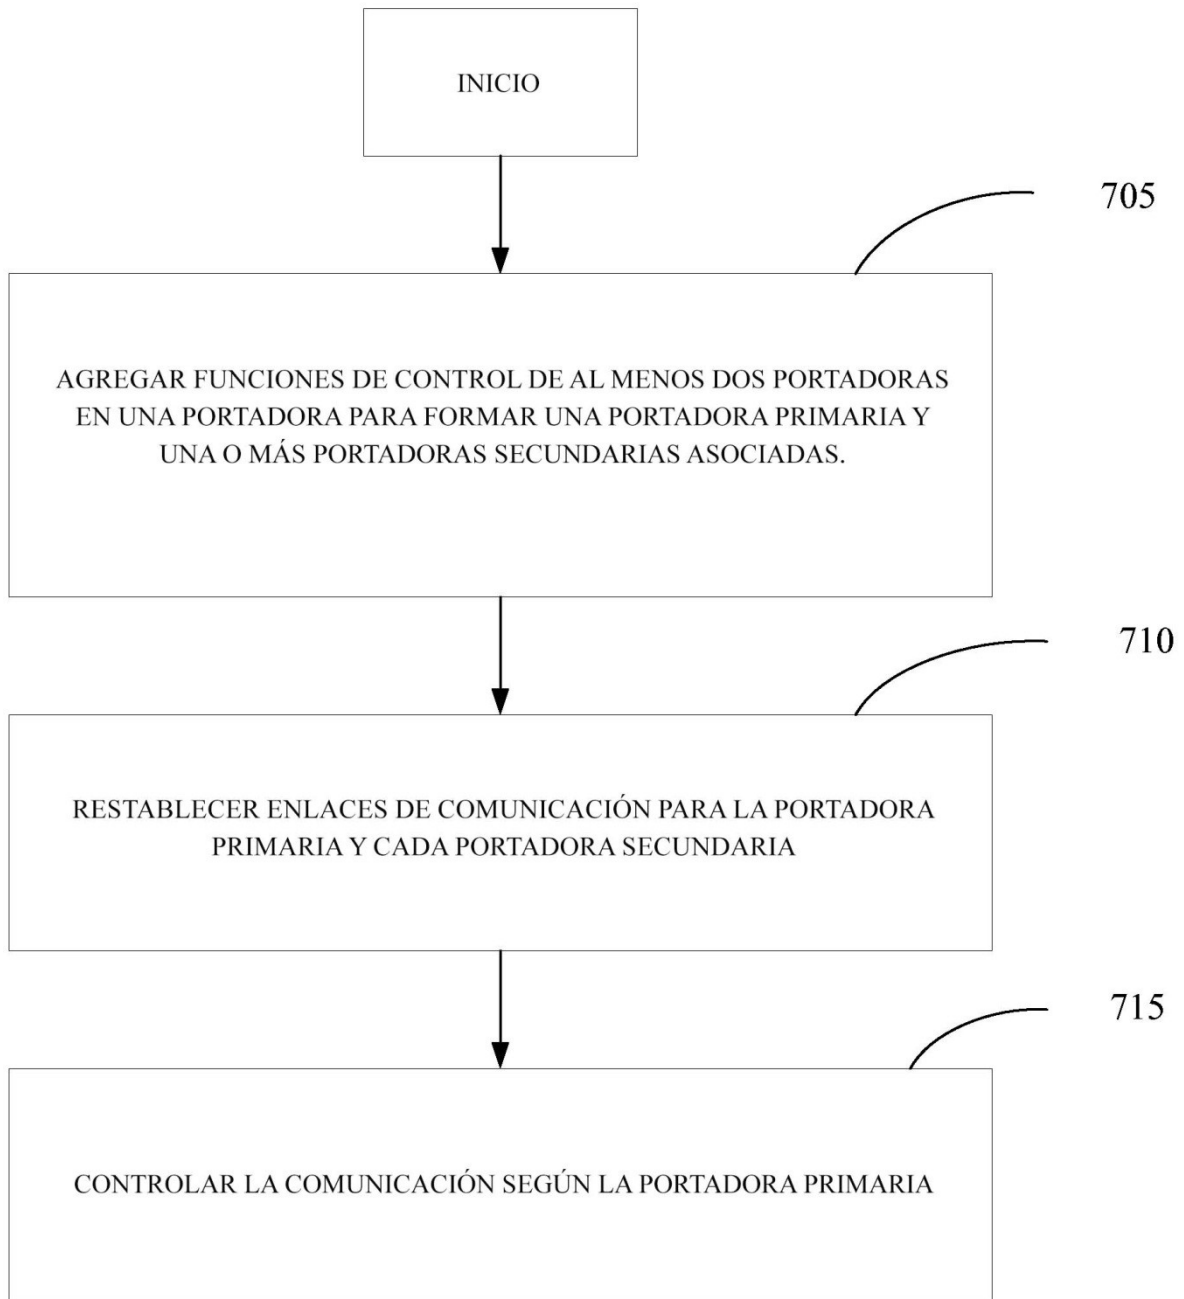 INICIO
705
AGREGAR FUNCIONES DE CONTROL DE AL MENOS DOS PORTADORAS
EN UNA PORTADORA PARA FORMAR UNA PORTADORA PRIMARIA Y
UNA O MÁS PORTADORAS SECUNDARIAS ASOCIADAS.
710
RESTABLECER ENLACES DE COMUNICACIÓN PARA LA PORTADORA
PRIMARIA Y CADA PORTADORA SECUNDARIA
715
CONTROLAR LA COMUNICACIÓN SEGÚN LA PORTADORA PRIMARIA